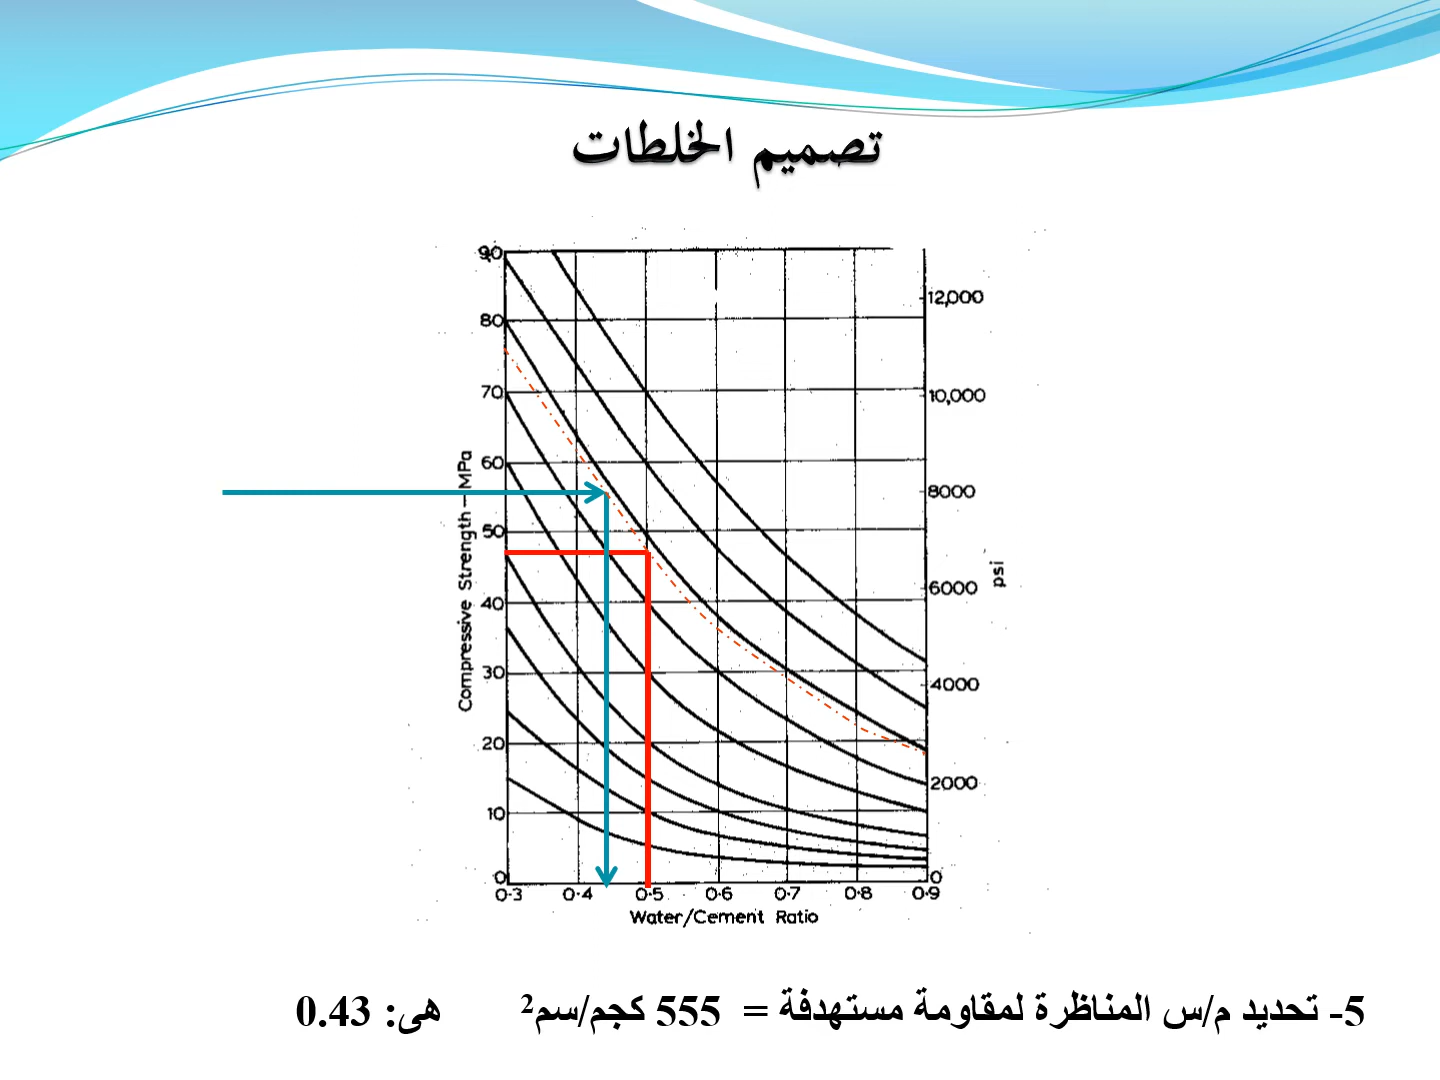 تصميم الخلطات
90
80
70
60
50
40
30
20
10
0
Compressive Strength — MPa
12,000
10,000
8000
6000
4000
2000
0
psi
0·3 0·4 0·5 0·6 0·7 0·8 0·9
Water/Cement Ratio
5- تحديد م/س المناظرة لمقاومة مستهدفة = 555 كجم/سم2 هى: 0.43